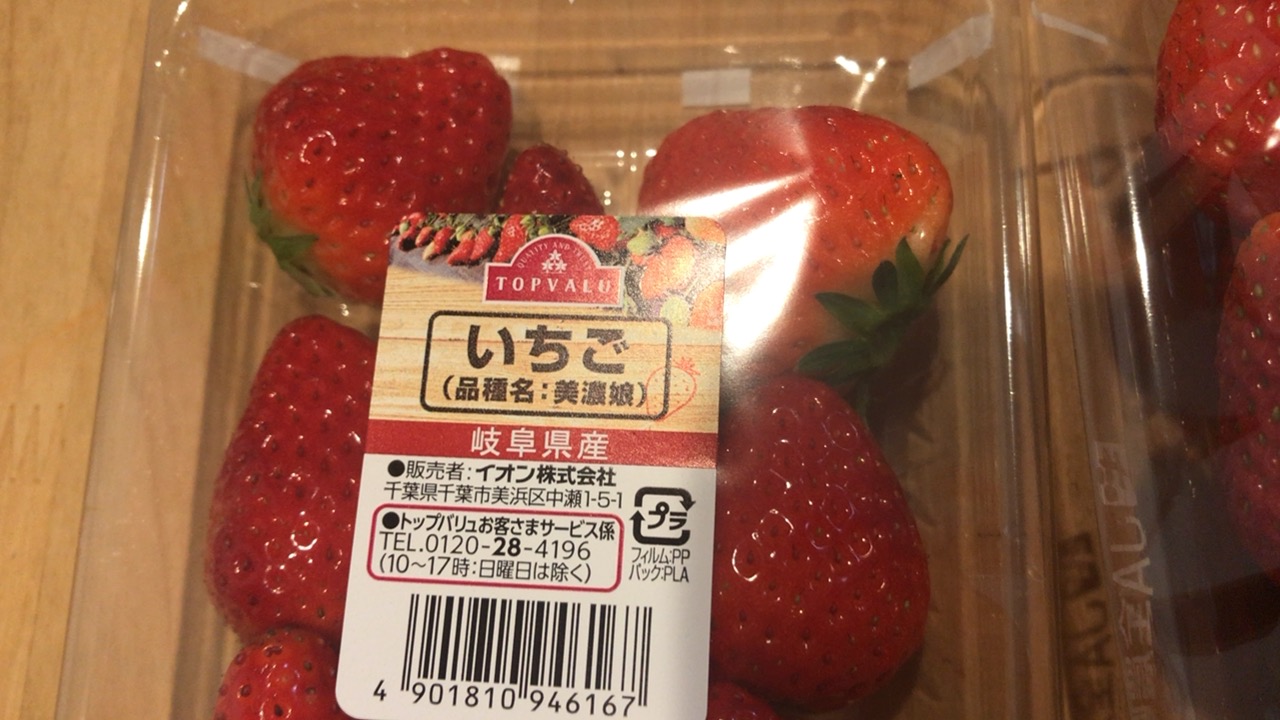 QUALITY AND
TOPVALU
いちご
（品種名：美濃娘）
岐阜県産
●販売者：イオン株式会社
千葉県千葉市美浜区中瀬1-5-1
●トップバリュお客さまサービス係
TEL.0120-28-4196
（10～17時：日曜日は除く）
プラ
フィルム:PP
パック:PLA
4 901810 946167